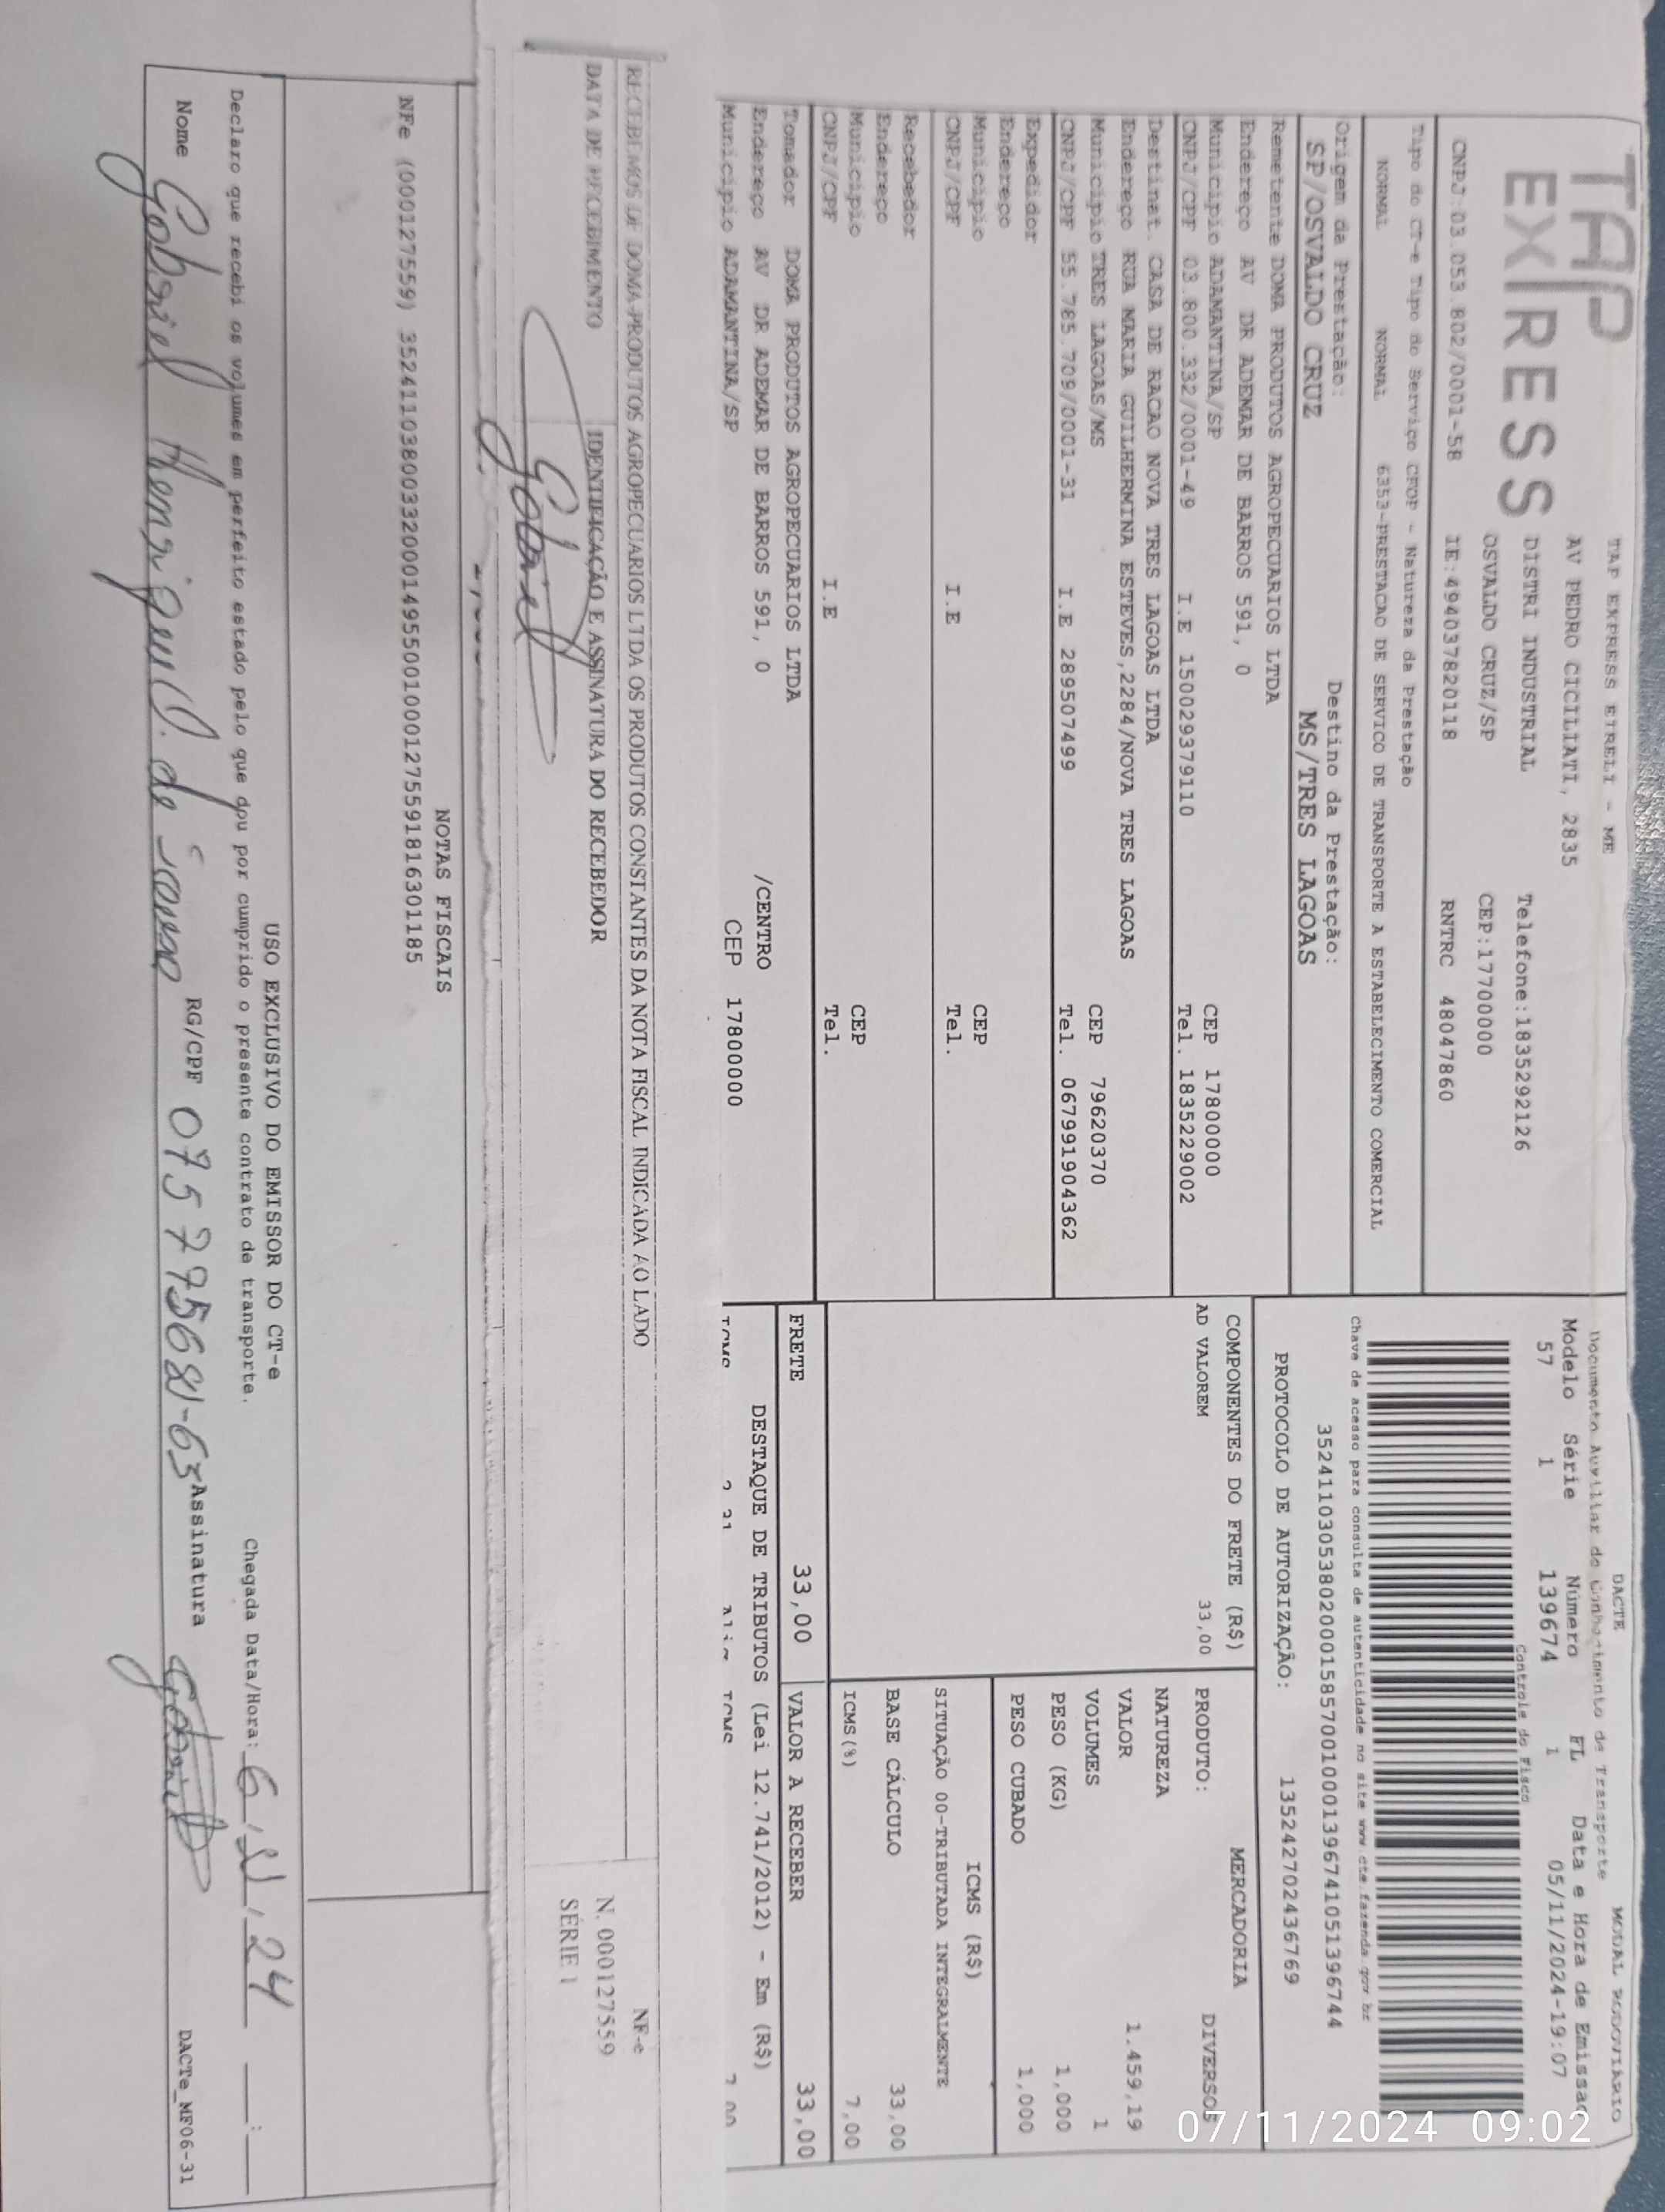 TAP
EXPRESS
TAP EXPRESS EIRELI - ME
AV PEDRO CICILIATI, 2835
DISTRI INDUSTRIAL Telefone:1835292126
OSVALDO CRUZ/SP CEP:17700000
CNPJ:03.053.802/0001-58 IE:494037820118 RNTRC 48047860
Tipo do CT-e Tipo do Serviço CFOP - Natureza da Prestação
NORMAL NORMAL 6353-PRESTACAO DE SERVICO DE TRANSPORTE A ESTABELECIMENTO COMERCIAL
Origem da Prestação: Destino da Prestação:
SP/OSVALDO CRUZ MS/TRES LAGOAS
DACTE MODAL RODOVIÁRIO
Documento Auxiliar do Conhecimento de Transporte
Modelo Série Número FL Data e Hora de Emissao
57 1 139674 1 05/11/2024-19:07
Controle do Fisco
Chave de acesso para consulta de autenticidade no site www.cte.fazenda.gov.br
35241103053802000158570010001396741051396744
PROTOCOLO DE AUTORIZAÇÃO: 135242702436769
Remetente DOMA PRODUTOS AGROPECUARIOS LTDA
Endereço AV DR ADEMAR DE BARROS 591, 0
Municipio ADAMANTINA/SP CEP 17800000
CNPJ/CPF 03.800.332/0001-49 I.E 150029379110 Tel. 1835229002
Destinat. CASA DE RACAO NOVA TRES LAGOAS LTDA
Endereço RUA MARIA GUILHERMINA ESTEVES,2284/NOVA TRES LAGOAS
Municipio TRES LAGOAS/MS CEP 79620370
CNPJ/CPF 55.785.709/0001-31 I.E 289507499 Tel. 067991904362
Expedidor
Endereço
Municipio CEP
CNPJ/CPF I.E Tel.
Recebedor
Endereço
Municipio CEP
CNPJ/CPF I.E Tel.
Tomador DOMA PRODUTOS AGROPECUARIOS LTDA
Endereço AV DR ADEMAR DE BARROS 591, 0 /CENTRO
Municipio ADAMANTINA/SP CEP 17800000
COMPONENTES DO FRETE (R$)
AD VALOREM 33,00
MERCADORIA
PRODUTO: DIVERSOS
NATUREZA
VALOR 1.459,19
VOLUMES 1
PESO (KG) 1,000
PESO CUBADO 1,000
ICMS (R$)
SITUAÇÃO 00-TRIBUTADA INTEGRALMENTE
BASE CÁLCULO 33,00
ICMS(%) 7,00
FRETE 33,00 VALOR A RECEBER 33,00
DESTAQUE DE TRIBUTOS (Lei 12.741/2012) - Em (R$)
RECEBEMOS DE DOMA-PRODUTOS AGROPECUARIOS LTDA OS PRODUTOS CONSTANTES DA NOTA FISCAL INDICADA AO LADO
DATA DE RECEBIMENTO IDENTIFICAÇÃO E ASSINATURA DO RECEBEDOR
Gabriel
NF-e
N. 000127559
SÉRIE 1
NOTAS FISCAIS
NFe (000127559) 35241103800332000149550010001275591816301185
USO EXCLUSIVO DO EMISSOR DO CT-e
Declaro que recebi os volumes em perfeito estado pelo que dou por cumprido o presente contrato de transporte. Chegada Data/Hora: 6/11/24 :
Nome Gabriel Henrique de RG/CPF Assinatura Gabriel
DACTe_MF06-31
07/11/2024 09:02